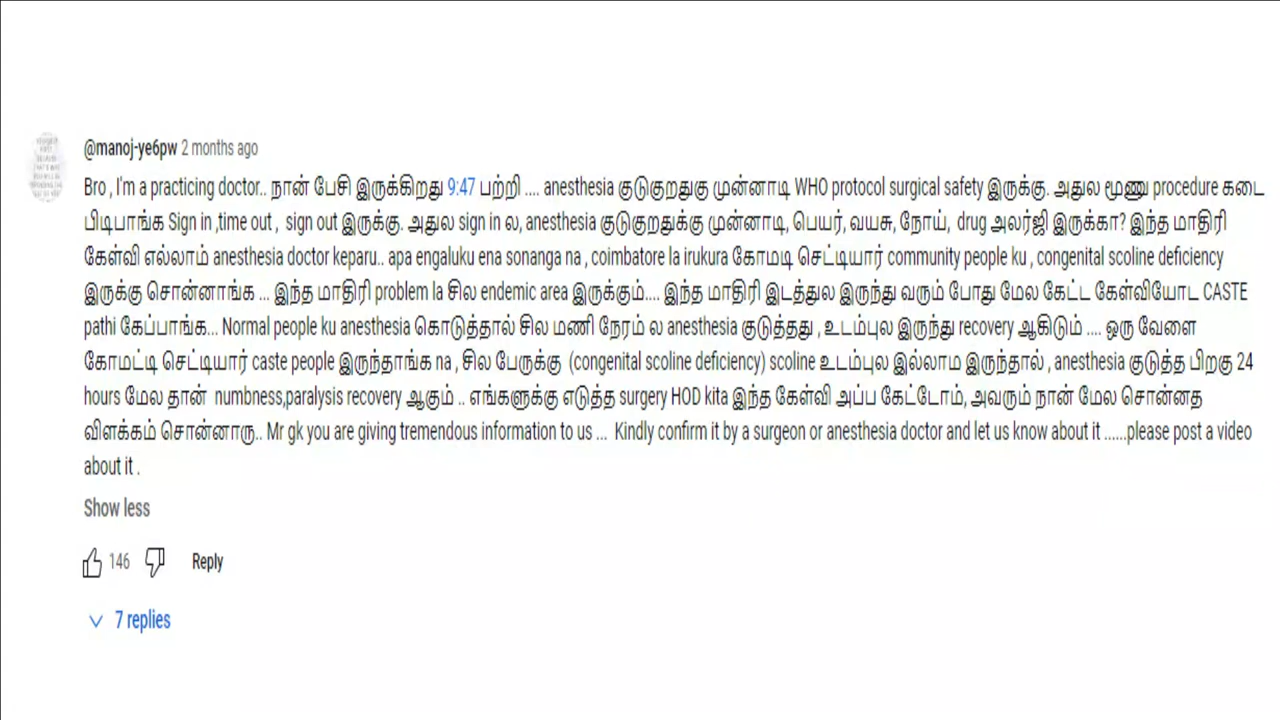 @manoj-ye6pw 2 months ago
Bro , I'm a practicing doctor.. நான் பேசி இருக்கிறது 9:47 பற்றி .... anesthesia குடுகுறதுகு முன்னாடி WHO protocol surgical safety இருக்கு. அதுல மூணு procedure கடை
பிடிபாங்க Sign in ,time out , sign out இருக்கு. அதுல sign in ல, anesthesia குடுகுறதுக்கு முன்னாடி, பெயர், வயசு, நோய், drug அலர்ஜி இருக்கா? இந்த மாதிரி
கேள்வி எல்லாம் anesthesia doctor keparu.. apa engaluku ena sonanga na , coimbatore la irukura கோமடி செட்டியார் community people ku , congenital scoline deficiency
இருக்கு சொன்னாங்க ... இந்த மாதிரி problem la சில endemic area இருக்கும்.... இந்த மாதிரி இடத்துல இருந்து வரும் போது மேல கேட்ட கேள்வியோட CASTE
pathi கேப்பாங்க... Normal people ku anesthesia கொடுத்தால் சில மணி நேரம் ல anesthesia குடுத்தது , உடம்புல இருந்து recovery ஆகிடும் .... ஒரு வேளை
கோமட்டி செட்டியார் caste people இருந்தாங்க na , சில பேருக்கு (congenital scoline deficiency) scoline உடம்புல இல்லாம இருந்தால் , anesthesia குடுத்த பிறகு 24
hours மேல தான் numbness,paralysis recovery ஆகும் .. எங்களுக்கு எடுத்த surgery HOD kita இந்த கேள்வி அப்ப கேட்டோம், அவரும் நான் மேல சொன்னத
விளக்கம் சொன்னாரு.. Mr gk you are giving tremendous information to us ... Kindly confirm it by a surgeon or anesthesia doctor and let us know about it ......please post a video
about it .
Show less
146 Reply
7 replies